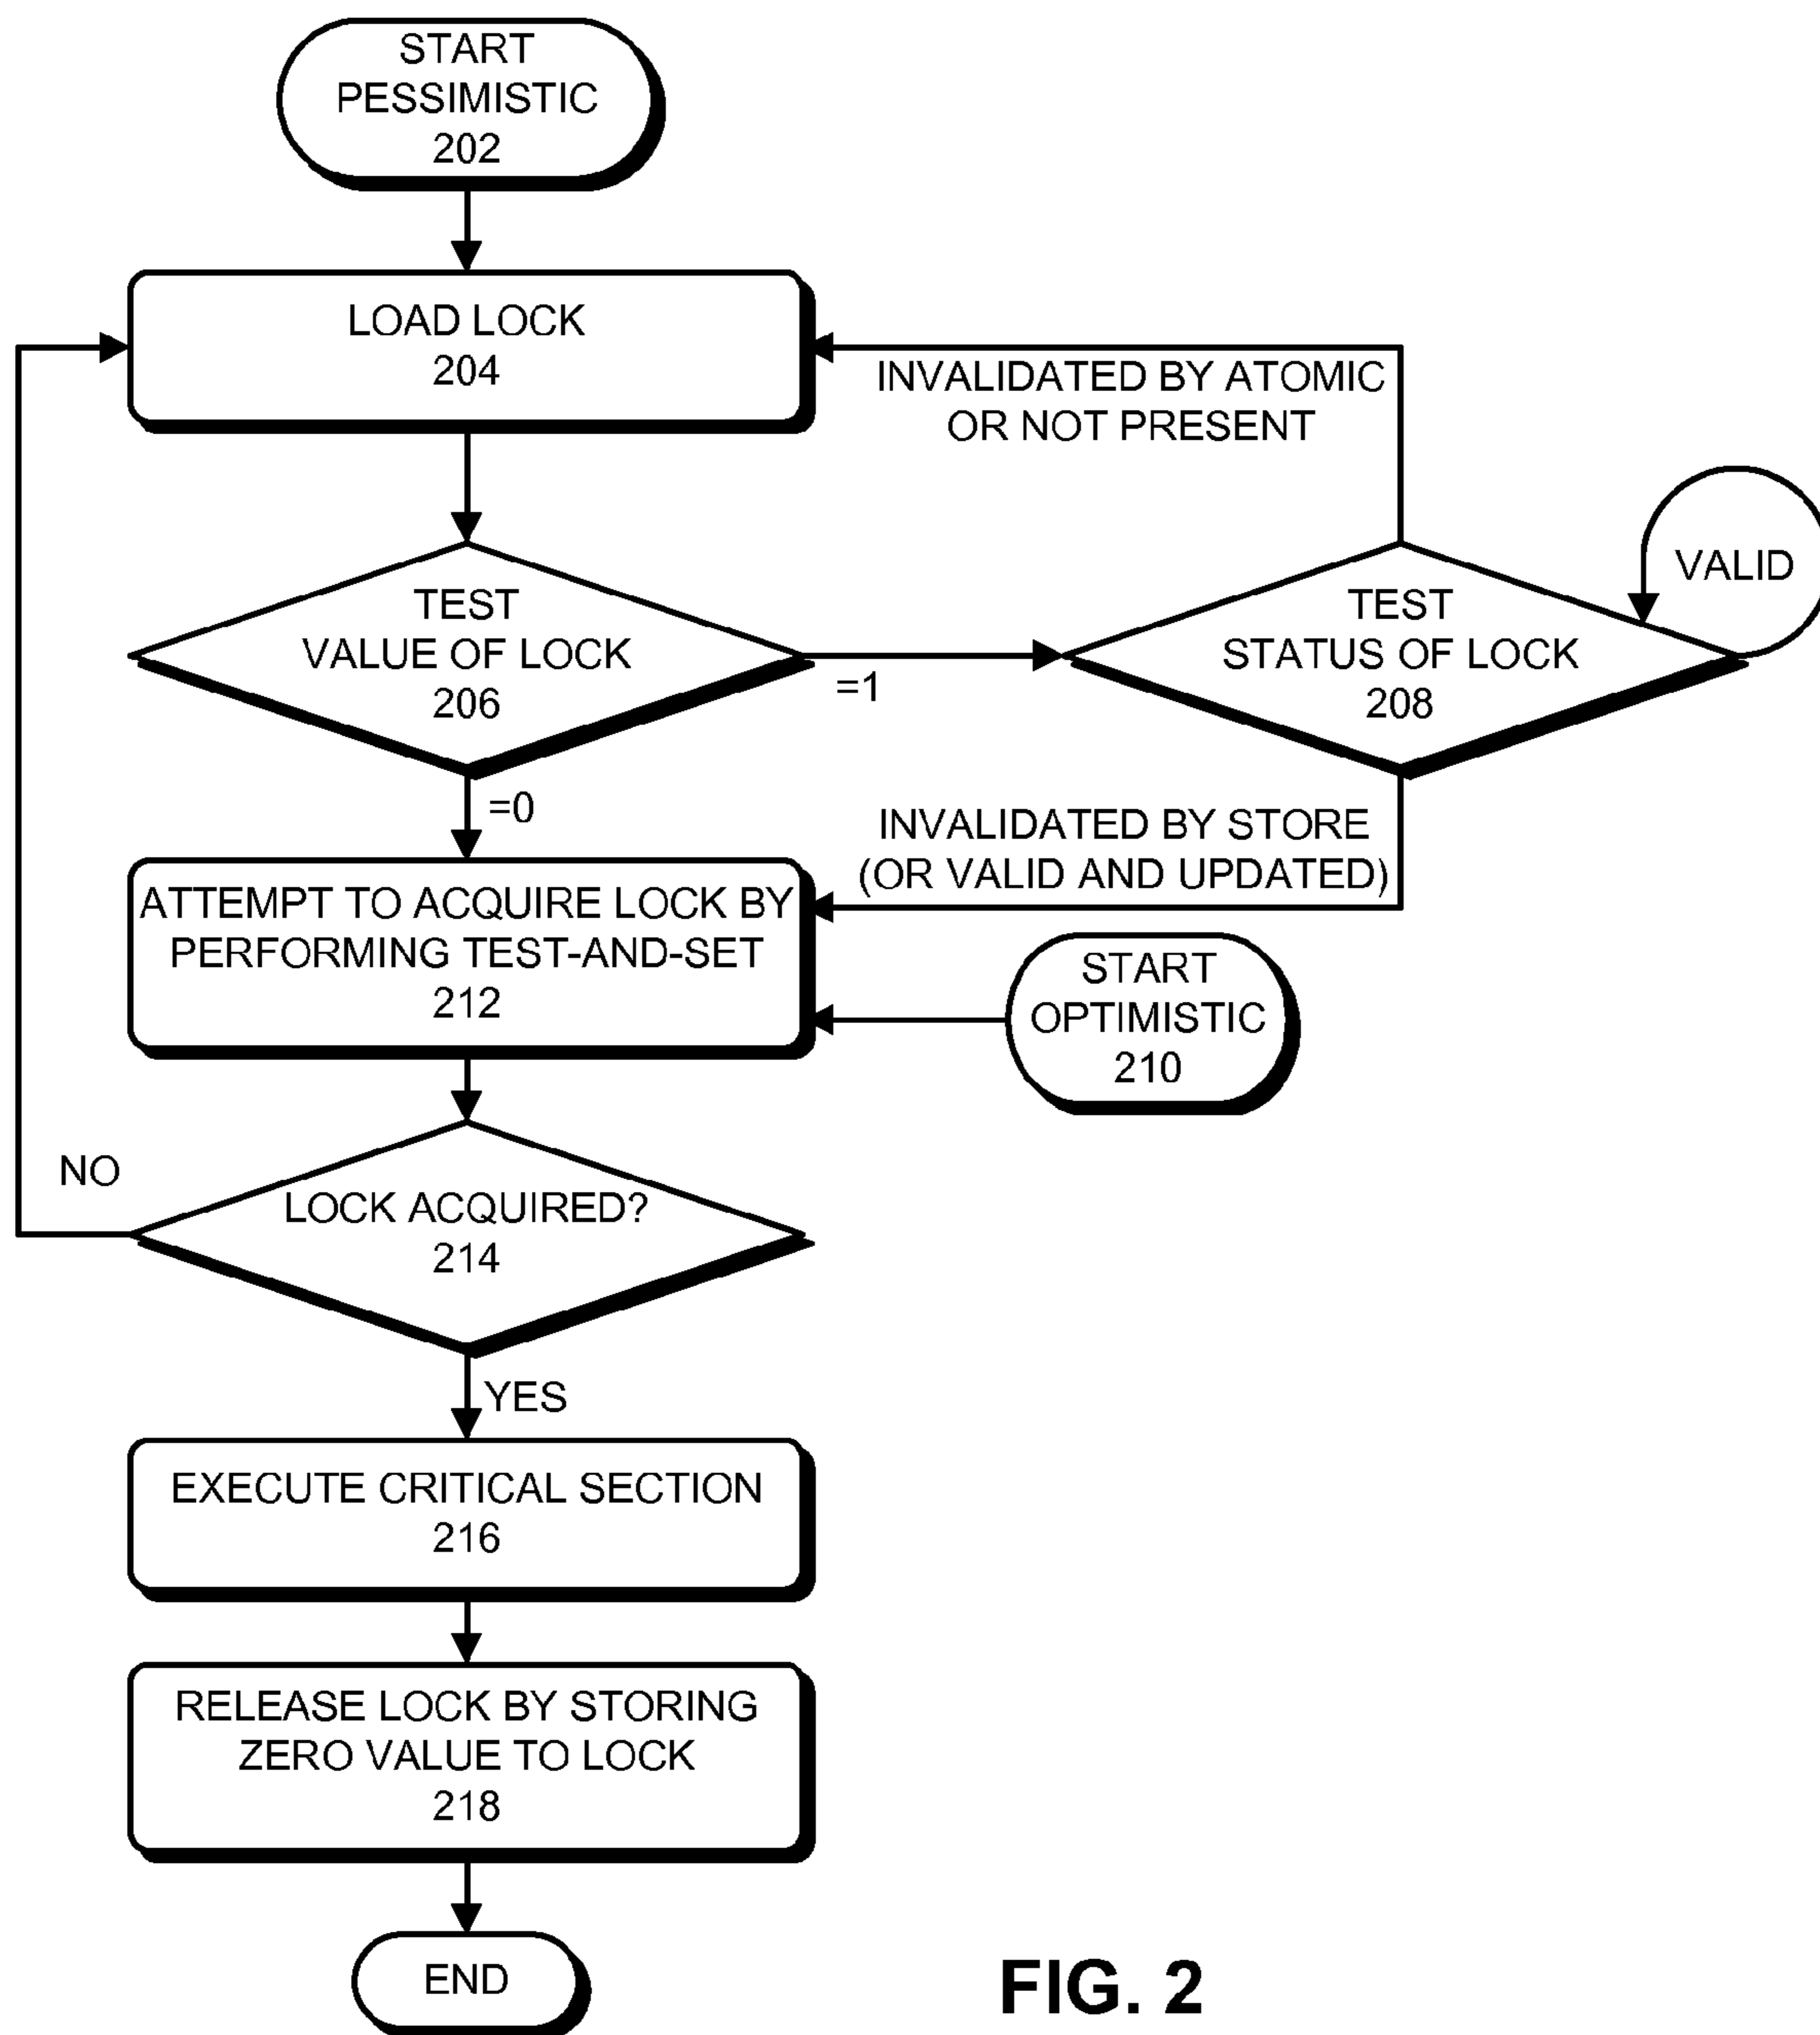 START
PESSIMISTIC
202
LOAD LOCK
204
INVALIDATED BY ATOMIC
OR NOT PRESENT
VALID
TEST
VALUE OF LOCK
206
=1
TEST
STATUS OF LOCK
208
=0
INVALIDATED BY STORE
(OR VALID AND UPDATED)
ATTEMPT TO ACQUIRE LOCK BY
PERFORMING TEST-AND-SET
212
START
OPTIMISTIC
210
NO
LOCK ACQUIRED?
214
YES
EXECUTE CRITICAL SECTION
216
RELEASE LOCK BY STORING
ZERO VALUE TO LOCK
218
END
FIG. 2